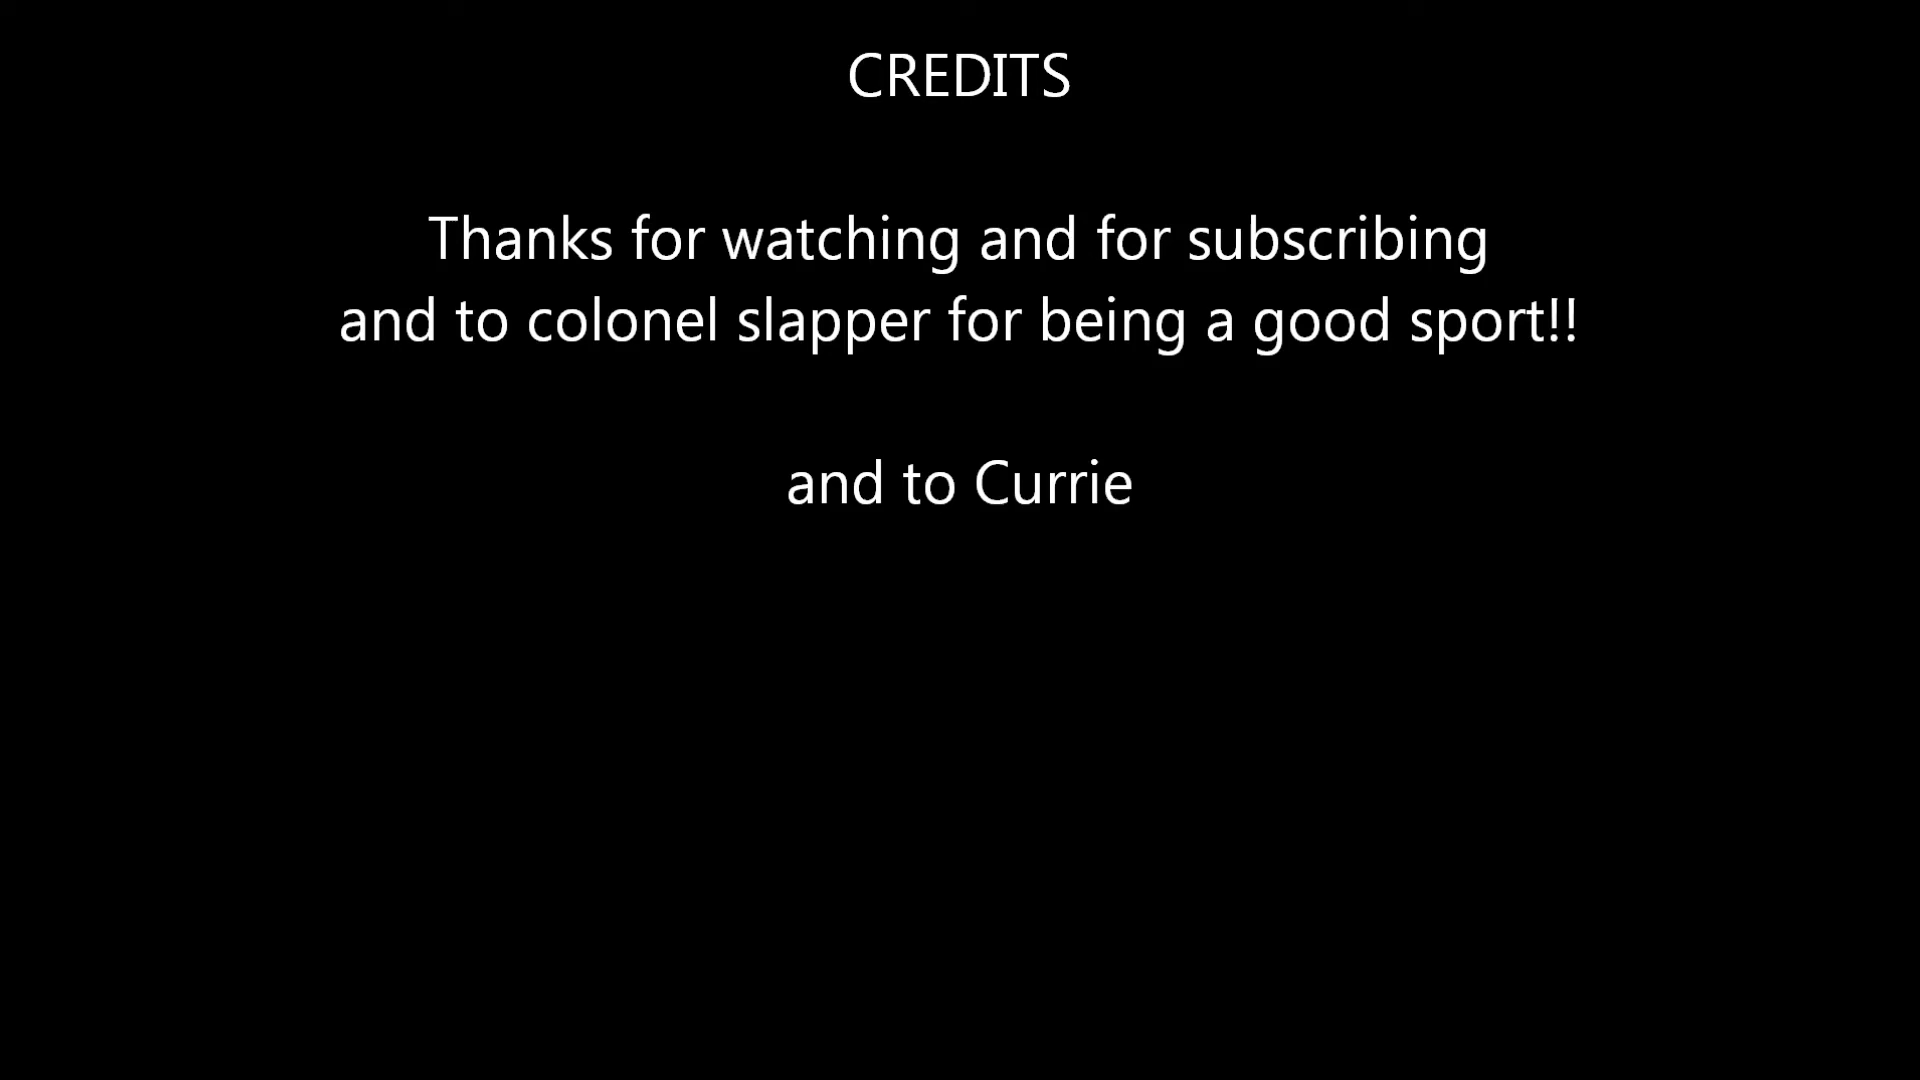 CREDITS
Thanks for watching and for subscribing
and to colonel slapper for being a good sport!!
and to Currie